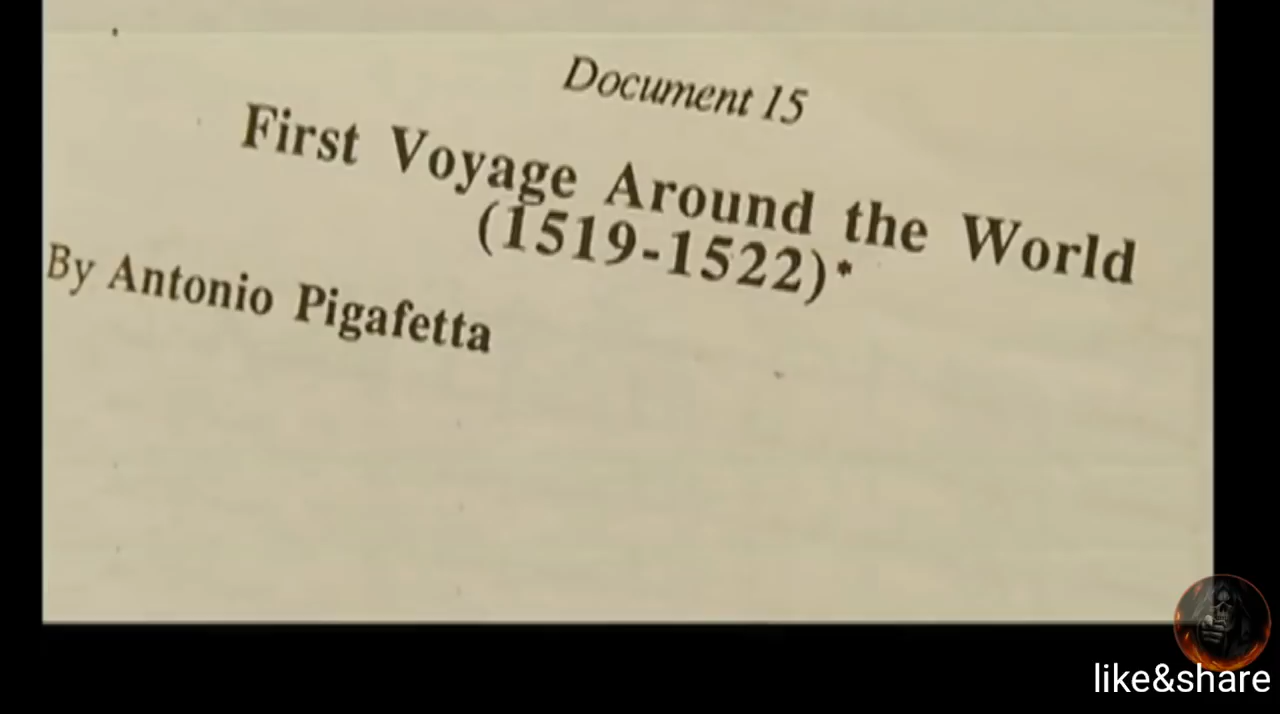 Document 15
First Voyage Around the World
(1519-1522)*
By Antonio Pigafetta
like&share